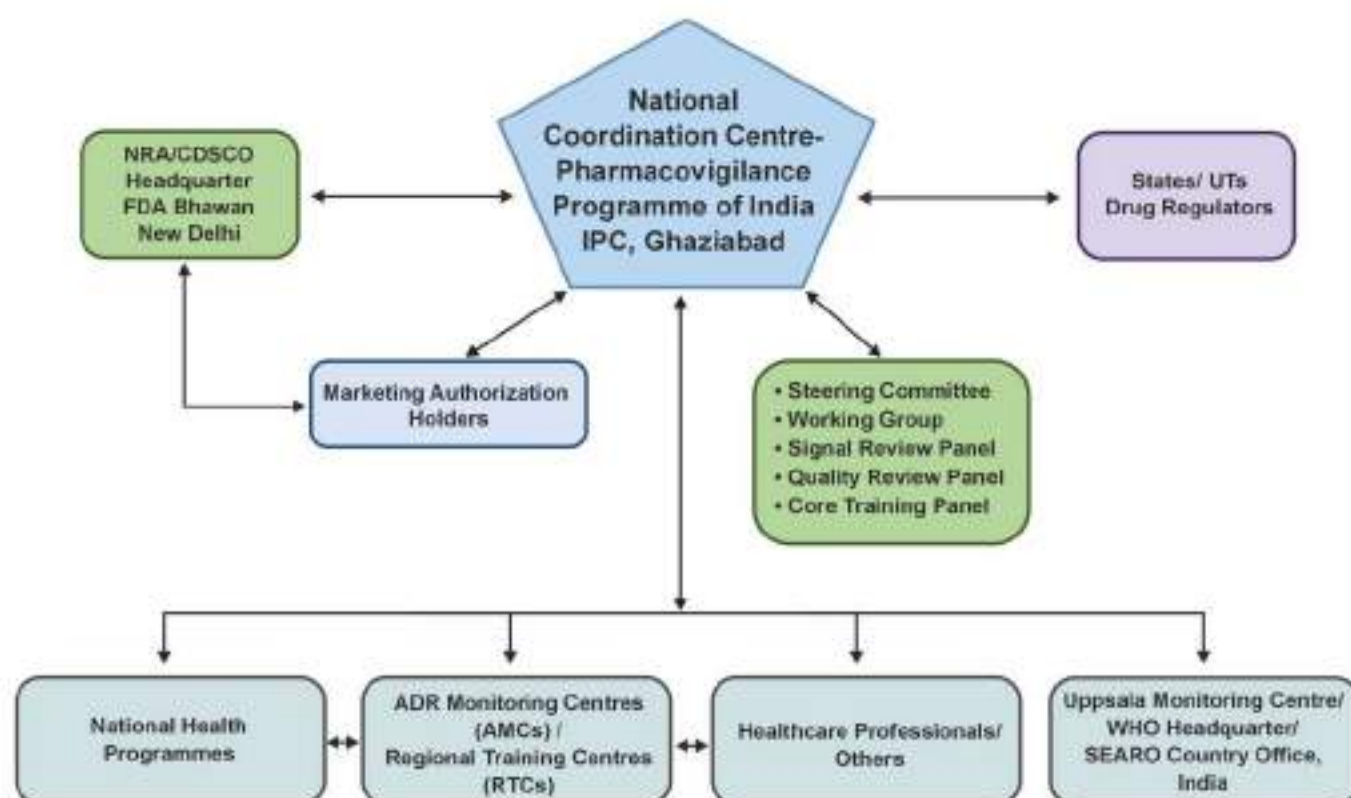 National
Coordination Centre-
Pharmacovigilance
Programme of India
IPC, Ghaziabad
NRA/CDSCO
Headquarter
FDA Bhawan
New Delhi
States/ UTs
Drug Regulators
Marketing Authorization
Holders
• Steering Committee
• Working Group
• Signal Review Panel
• Quality Review Panel
• Core Training Panel
National Health
Programmes
ADR Monitoring Centres
(AMCs) /
Regional Training Centres
(RTCs)
Healthcare Professionals/
Others
Uppsala Monitoring Centre/
WHO Headquarter/
SEARO Country Office,
India